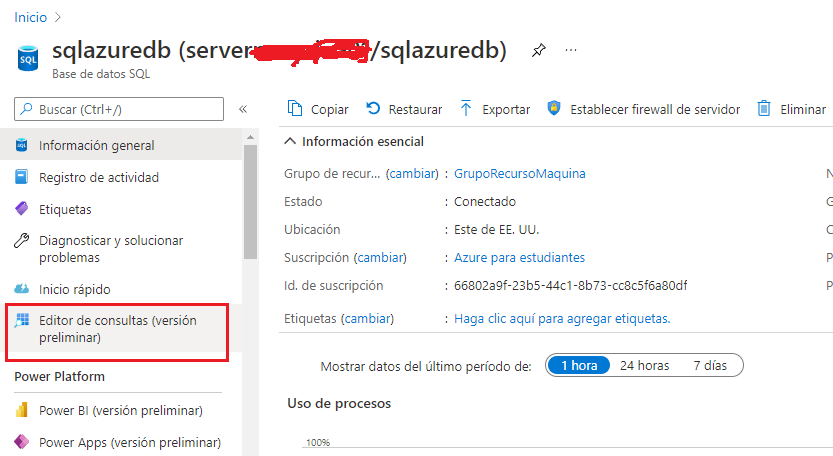 Inicio
sqlazuredb (server /sqlazuredb)
Base de datos SQL
Buscar (Ctrl+/)
Información general
Registro de actividad
Etiquetas
Diagnosticar y solucionar
problemas
Inicio rápido
Editor de consultas (versión
preliminar)
Power Platform
Power BI (versión preliminar)
Power Apps (versión preliminar)
Copiar
Restaurar
Exportar
Establecer firewall de servidor
Eliminar
Información esencial
Grupo de recur... (cambiar) : GrupoRecursoMaquina
Estado : Conectado
Ubicación : Este de EE. UU.
Suscripción (cambiar) : Azure para estudiantes
Id. de suscripción : 66802a9f-23b5-44c1-8b73-cc8c5f6a80df
Etiquetas (cambiar) : Haga clic aquí para agregar etiquetas.
Mostrar datos del último período de: 1 hora 24 horas 7 días
Uso de procesos
100%